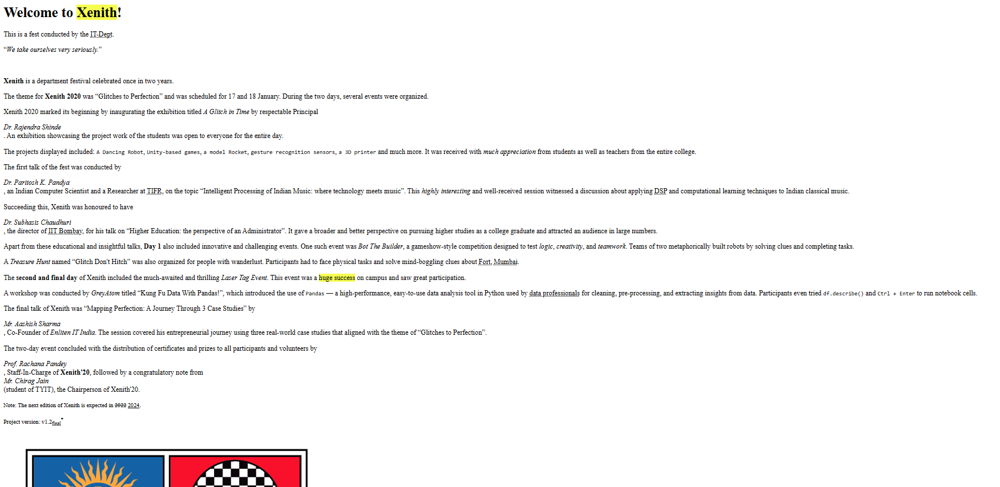 Welcome to Xenith!
This is a fest conducted by the IT-Dept.
“We take ourselves very seriously.”
Xenith is a department festival celebrated once in two years.
The theme for Xenith 2020 was “Glitches to Perfection” and was scheduled for 17 and 18 January. During the two days, several events were organized.
Xenith 2020 marked its beginning by inaugurating the exhibition titled A Glitch in Time by respectable Principal
Dr. Rajendra Shinde
. An exhibition showcasing the project work of the students was open to everyone for the entire day.
The projects displayed included: A Dancing Robot, Unity-based games, a model Rocket, gesture recognition sensors, a 3D printer and much more. It was received with much appreciation from students as well as teachers from the entire college.
The first talk of the fest was conducted by
Dr. Paritosh K. Pandya
, an Indian Computer Scientist and a Researcher at TIFR, on the topic “Intelligent Processing of Indian Music: where technology meets music”. This highly interesting and well-received session witnessed a discussion about applying DSP and computational learning techniques to Indian classical music.
Succeeding this, Xenith was honoured to have
Dr. Subhasis Chaudhuri
, the director of IIT Bombay, for his talk on “Higher Education: the perspective of an Administrator”. It gave a broader and better perspective on pursuing higher studies as a college graduate and attracted an audience in large numbers.
Apart from these educational and insightful talks, Day 1 also included innovative and challenging events. One such event was Bot The Builder, a gameshow-style competition designed to test logic, creativity, and teamwork. Teams of two metaphorically built robots by solving clues and completing tasks.
A Treasure Hunt named “Glitch Don't Hitch” was also organized for people with wanderlust. Participants had to face physical tasks and solve mind-boggling clues about Fort, Mumbai.
The second and final day of Xenith included the much-awaited and thrilling Laser Tag Event. This event was a huge success on campus and saw great participation.
A workshop was conducted by GreyAtom titled “Kung Fu Data With Pandas!”, which introduced the use of Pandas — a high-performance, easy-to-use data analysis tool in Python used by data professionals for cleaning, pre-processing, and extracting insights from data. Participants even tried df.describe() and Ctrl + Enter to run notebook cells.
The final talk of Xenith was “Mapping Perfection: A Journey Through 3 Case Studies” by
Mr. Aashish Sharma
, Co-Founder of Enliten IT India. The session covered his entrepreneurial journey using three real-world case studies that aligned with the theme of “Glitches to Perfection”.
The two-day event concluded with the distribution of certificates and prizes to all participants and volunteers by
Prof. Rachana Pandey
, Staff-In-Charge of Xenith'20, followed by a congratulatory note from
Mr. Chirag Jain
(student of TYIT), the Chairperson of Xenith'20.
Note: The next edition of Xenith is expected in 2022 2024.
Project version: v1.2final*